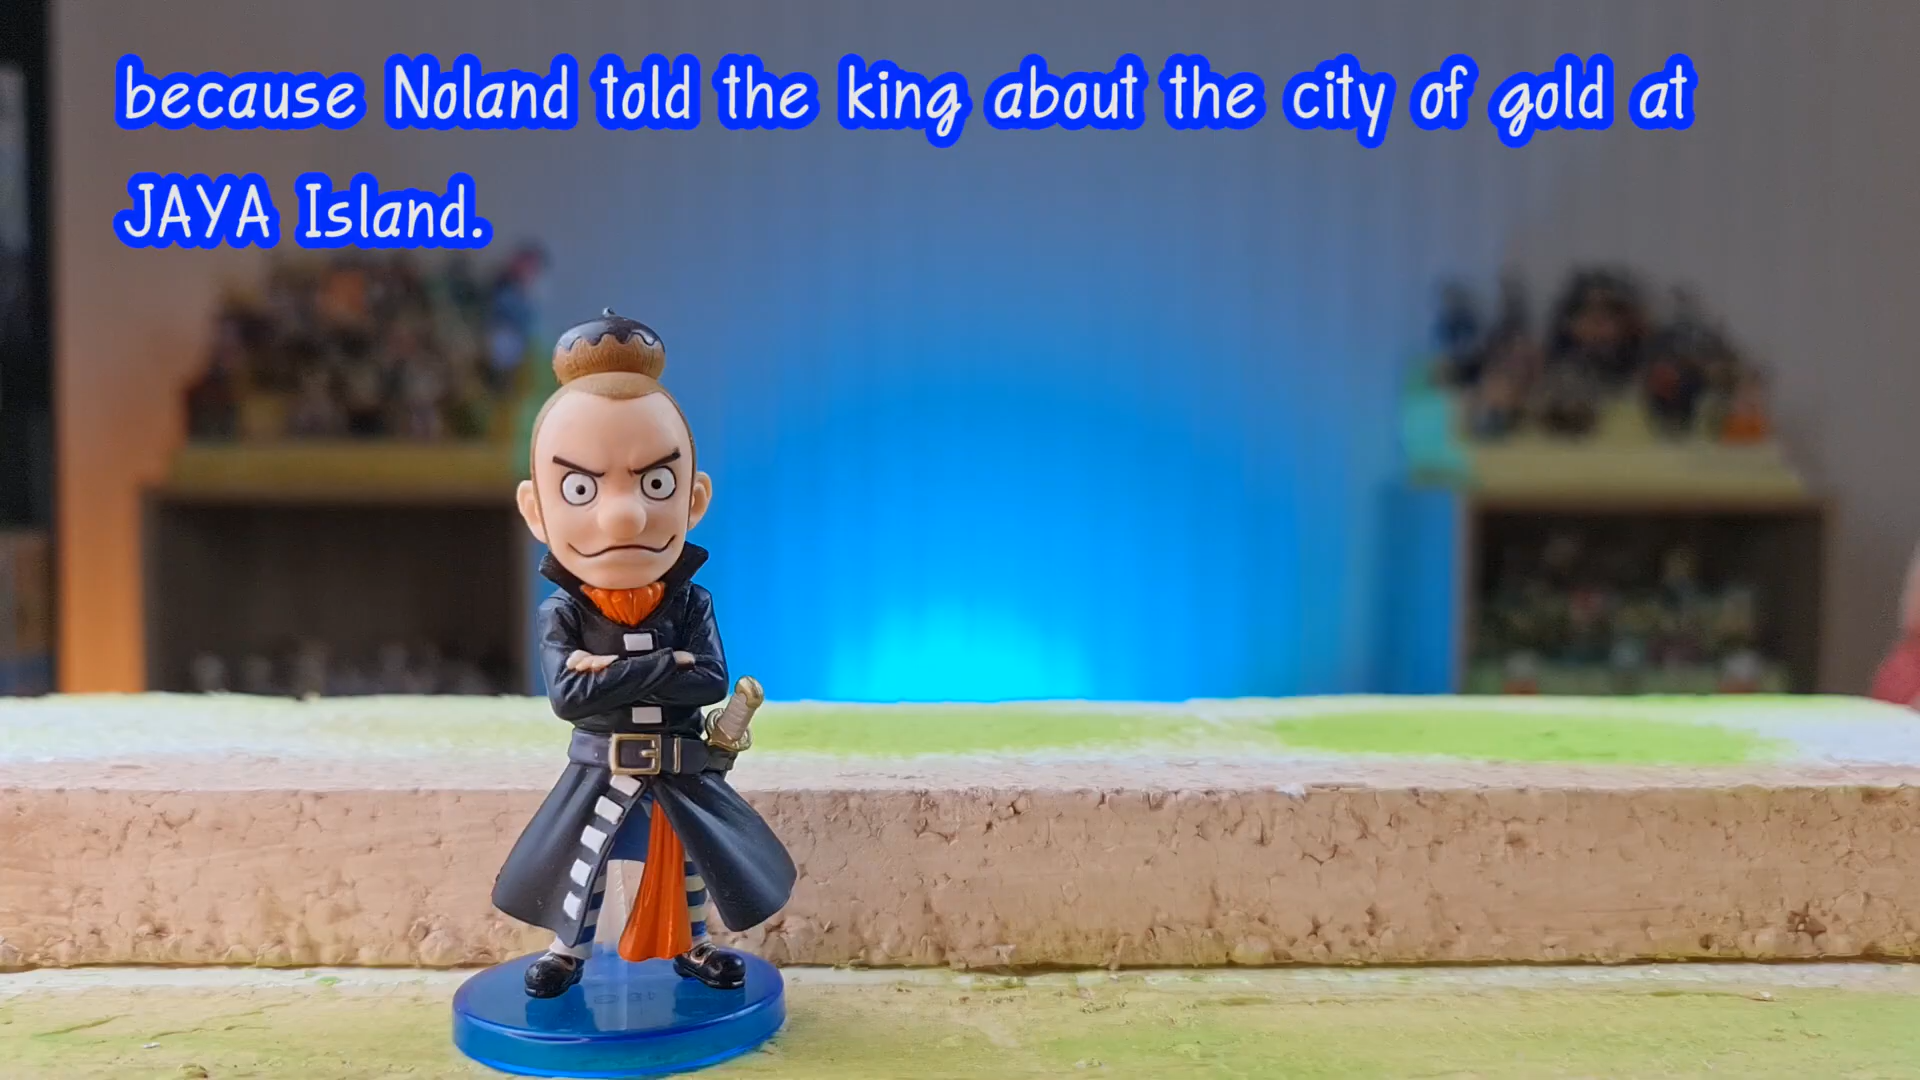 because Noland told the king about the city of gold at
JAYA Island.